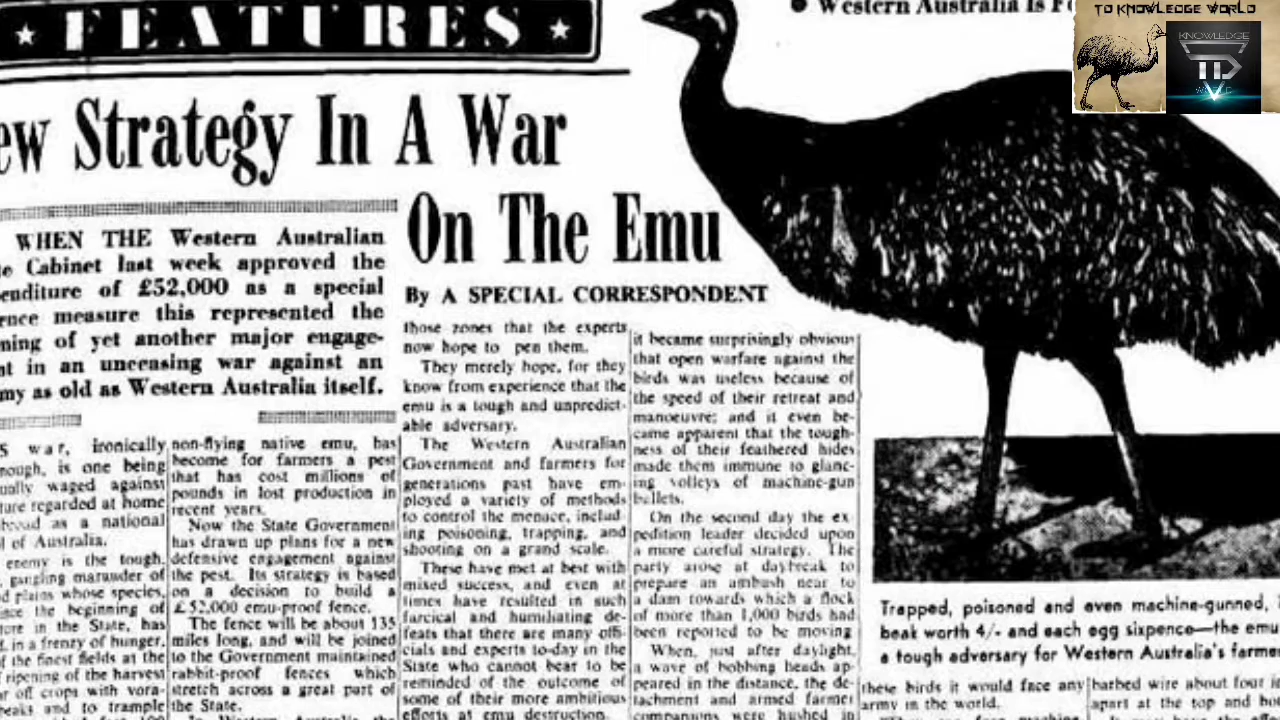 FEATURES
Western Australia Is
TO KNOWLEDGE WORLD
KNOWLEDGE
WORLD
ew Strategy In A War
On The Emu
By A SPECIAL CORRESPONDENT
WHEN THE Western Australian
Cabinet last week approved the
enditure of £52,000 as a special
measure this represented the
of yet another major engage-
in an unceasing war against an
my as old as Western Australia itself.
war, ironically
is one being
waged against
ture regarded at home
as a national
of Australia.
enemy is the tough,
gangling marauder of
plains whose species,
the beginning of
in the State, has
in a frenzy of hunger,
the finest fields at the
ripening of the harvest
off crops with vora-
and to trample
non-flying native emu, has
become for farmers a pest
that has cost millions of
pounds in lost production in
recent years.
Now the State Government
has drawn up plans for a new
defensive engagement against
the pest. Its strategy is based
on a decision to build a
£52,000 emu-proof fence.
The fence will be about 135
miles long, and will be joined
to the Government maintained
rabbit-proof fences which
stretch across a great part of
the State.
those zones that the experts
now hope to pen them.
They merely hope, for they
know from experience that the
emu is a tough and unpredict-
able adversary.
The Western Australian
Government and farmers for
generations past have em-
ployed a variety of methods
to control the menace, includ-
ing poisoning, trapping, and
shooting on a grand scale.
These have met at best with
mixed success, and even at
times have resulted in such
farcical and humiliating de-
feats that there are many offi-
cials and experts to-day in the
State who cannot bear to be
reminded of the outcome of
some of their more ambitious
efforts at emu destruction.
it became surprisingly obvious
that open warfare against the
birds was useless because of
the speed of their retreat and
manoeuvre; and it even be-
came apparent that the tough-
ness of their feathered hides
made them immune to glanc-
ing volleys of machine-gun
bullets.
On the second day the ex-
pedition leader decided upon
a more careful strategy. The
party arose at daybreak to
prepare an ambush near to
a dam towards which a flock
of more than 1,000 birds had
been reported to be moving
When, just after daylight,
a wave of bobbing heads ap-
peared in the distance, the de-
tachment and armed farmer
companions were hushed in
Trapped, poisoned and even machine-gunned,
beak worth 4/- and each egg sixpence—the emu
a tough adversary for Western Australia's farme
these birds it would face any
army in the world.
barbed wire about four
apart at the top and